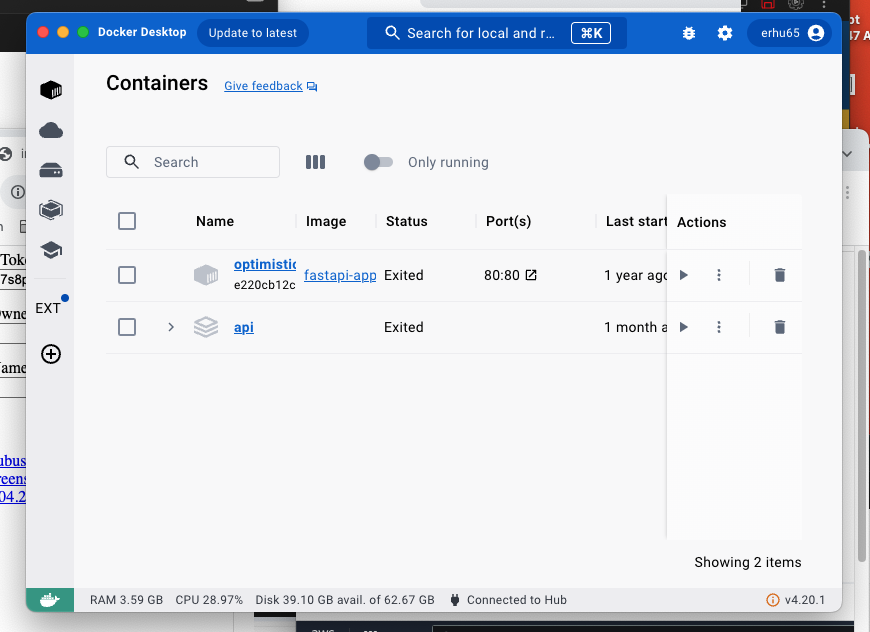 Docker Desktop
Update to latest
Search for local and r...
⌘K
erhu65
Containers
Give feedback
Search
Only running
Name Image Status Port(s) Last start Actions
optimistic fastapi-app Exited 80:80 1 year ago
e220cb12c
api Exited 1 month a
EXT
Showing 2 items
RAM 3.59 GB CPU 28.97% Disk 39.10 GB avail. of 62.67 GB Connected to Hub v4.20.1